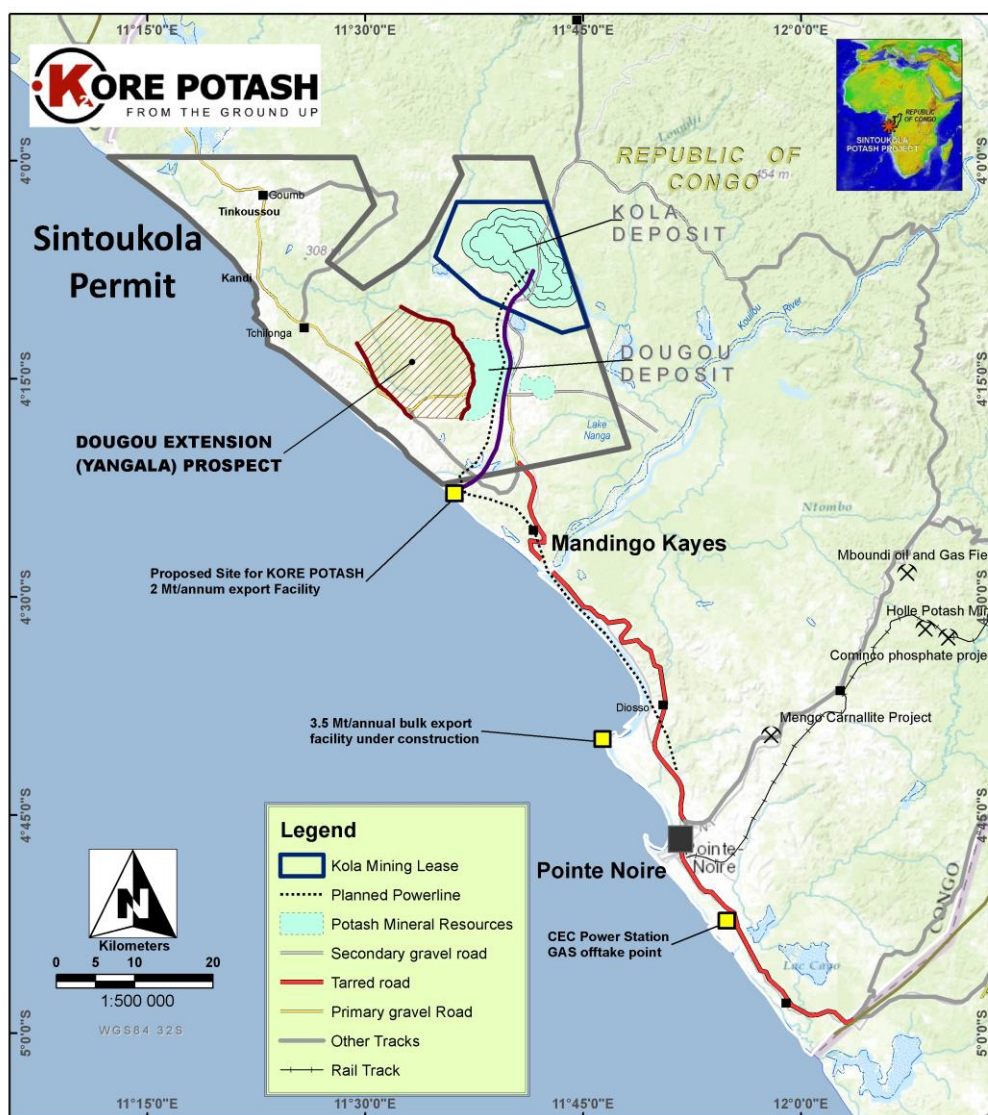 11°15'0"E
11°30'0"E
11°45'0"E
12°0'0"E
KORE POTASH
FROM THE GROUND UP
REPUBLIC
OF CONGO
SINTOUKOLA
POTASH PROJECT
4°0'0"S
4°0'0"S
REPUBLIC OF
CONGO
454 m
Goumb
Tinkoussou
KOLA
DEPOSIT
Sintoukola
Permit
308 m
Kandi
Kouilou
River
Tchilonga
4°15'0"S
DOUGOU
DEPOSIT
4°15'0"S
Lake
Nanga
DOUGOU EXTENSION
(YANGALA) PROSPECT
Ntombo
Mandingo Kayes
Mboundi oil and Gas Fie
Proposed Site for KORE POTASH
2 Mt/annum export Facility
4°30'0"S
4°30'0"S
Holle Potash Min
Cominco phosphate projec
Diosso
Mengo Carnallite Project
3.5 Mt/annual bulk export
facility under construction
4°45'0"S
4°45'0"S
Pointe-
Noire
Pointe Noire
CONGO
CEC Power Station
GAS offtake point
N
Kilometers
0 5 10 20
1:500 000
WGS84 32S
5°0'0"S
5°0'0"S
Legend
Kola Mining Lease
Planned Powerline
Potash Mineral Resources
Secondary gravel road
Tarred road
Primary gravel Road
Other Tracks
Rail Track
11°15'0"E
11°30'0"E
11°45'0"E
12°0'0"E